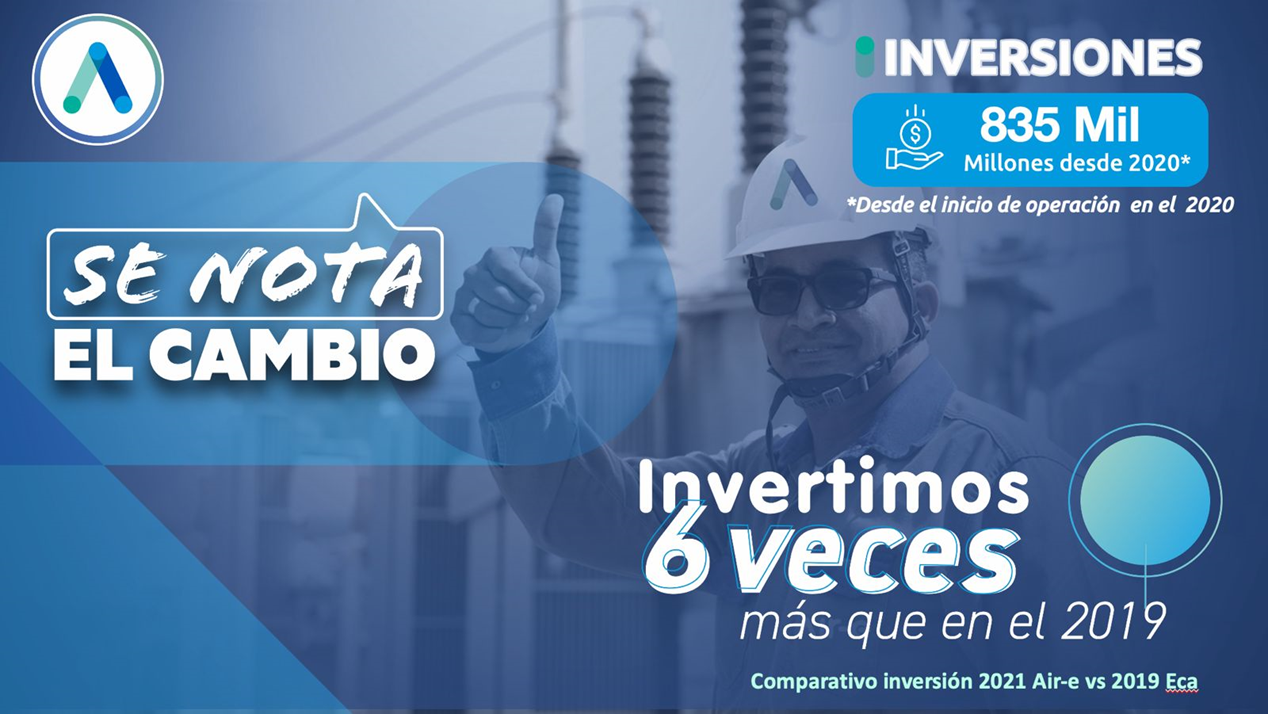 INVERSIONES
835 Mil
Millones desde 2020*
*Desde el inicio de operación en el 2020
SE NOTA
EL CAMBIO
Invertimos
6 veces
más que en el 2019
Comparativo inversión 2021 Air-e vs 2019 Eca